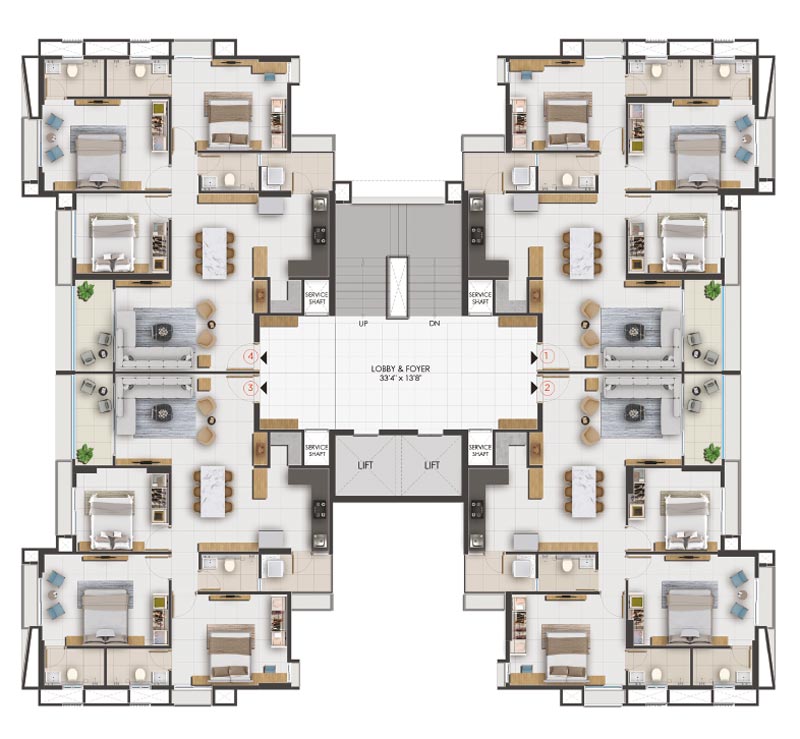 SERVICE
SHAFT
SERVICE
SHAFT
UP
DN
4
1
LOBBY & FOYER
33'4" x 13'8"
3
2
SERVICE
SHAFT
SERVICE
SHAFT
LIFT
LIFT